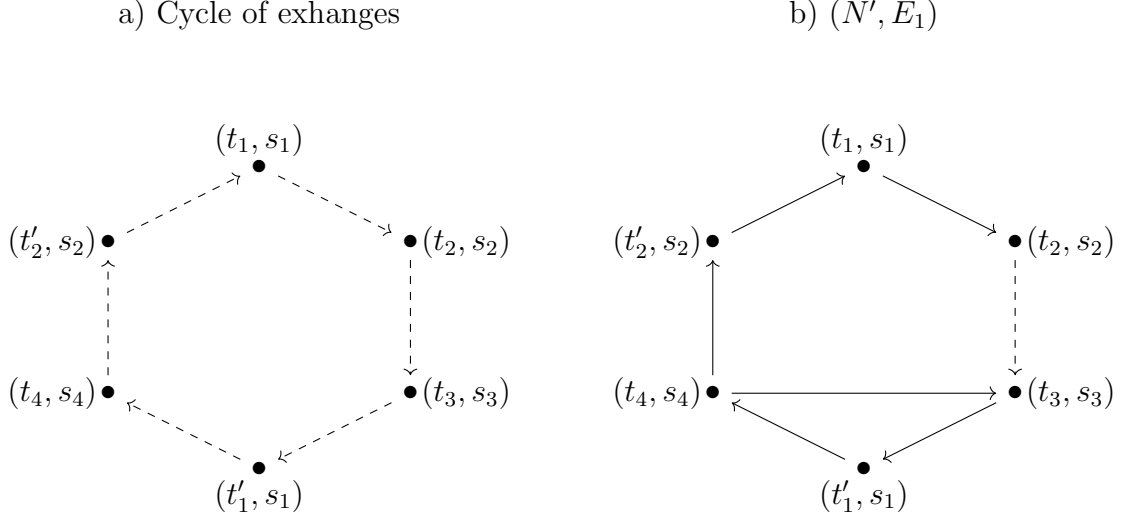 a) Cycle of exhanges
b) (N′, E₁)
(t₁, s₁)
(t₁, s₁)
(t′₂, s₂)
(t₂, s₂)
(t′₂, s₂)
(t₂, s₂)
(t₄, s₄)
(t₃, s₃)
(t₄, s₄)
(t₃, s₃)
(t′₁, s₁)
(t′₁, s₁)